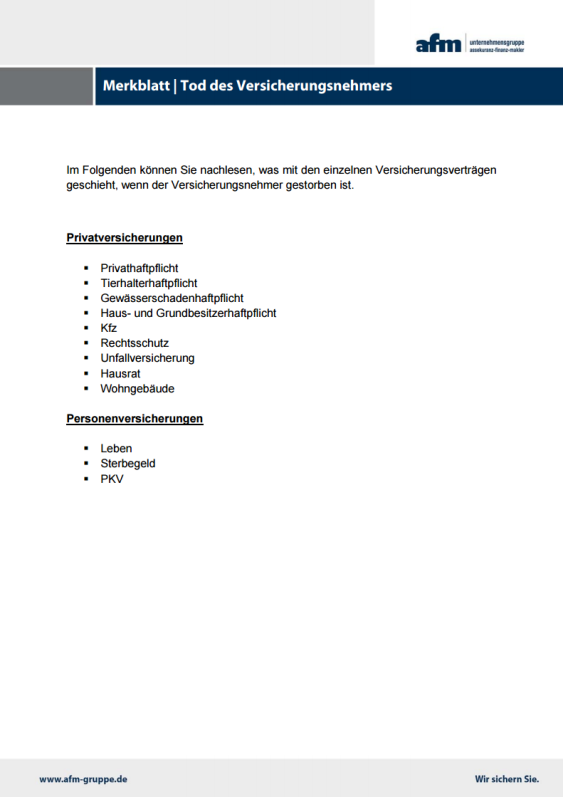 afm unternehmensgruppe
assekuranz-finanz-makler
Merkblatt | Tod des Versicherungsnehmers
Im Folgenden können Sie nachlesen, was mit den einzelnen Versicherungsverträgen
geschieht, wenn der Versicherungsnehmer gestorben ist.
Privatversicherungen
▪ Privathaftpflicht
▪ Tierhalterhaftpflicht
▪ Gewässerschadenhaftpflicht
▪ Haus- und Grundbesitzerhaftpflicht
▪ Kfz
▪ Rechtsschutz
▪ Unfallversicherung
▪ Hausrat
▪ Wohngebäude
Personenversicherungen
▪ Leben
▪ Sterbegeld
▪ PKV
www.afm-gruppe.de Wir sichern Sie.